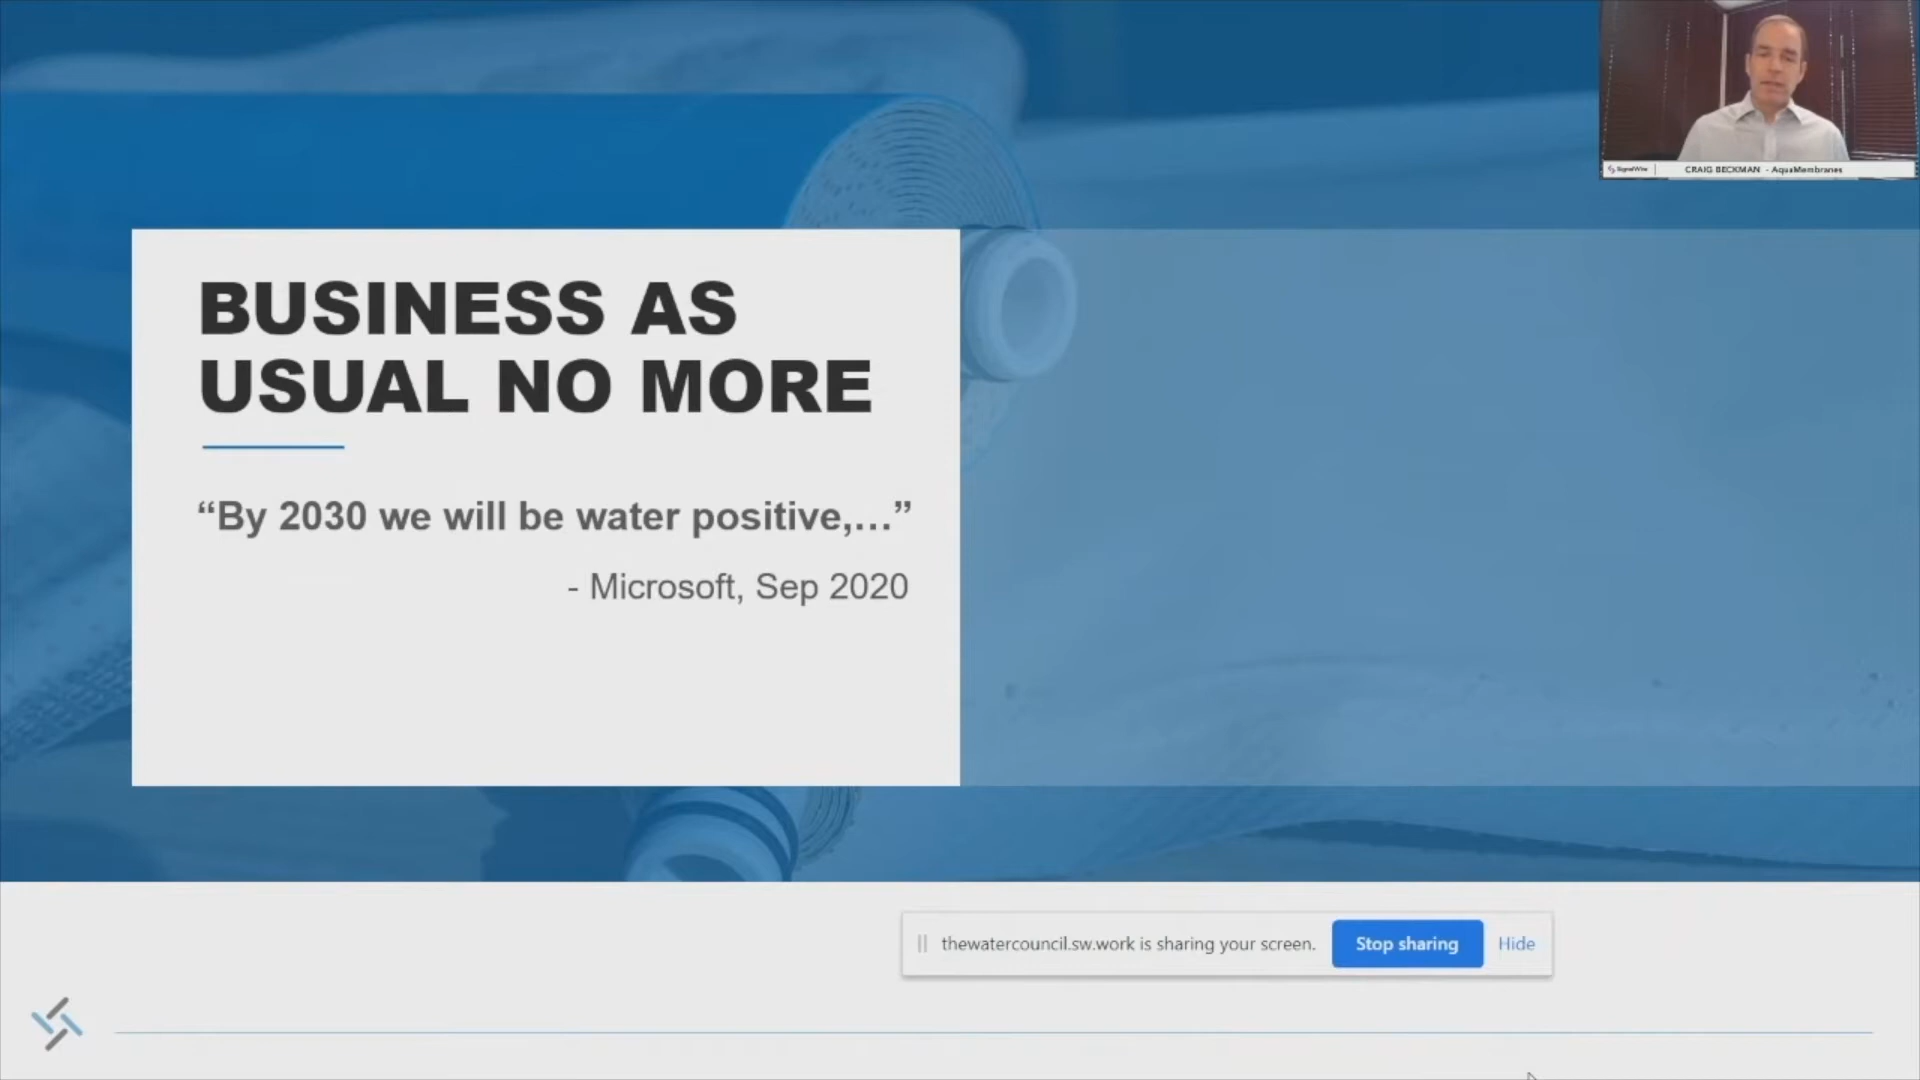 CRAIG BECKMAN - AquaMembranes
SignalWire
BUSINESS AS
USUAL NO MORE
“By 2030 we will be water positive,…”
- Microsoft, Sep 2020
thewatercouncil.sw.work is sharing your screen.
Stop sharing
Hide